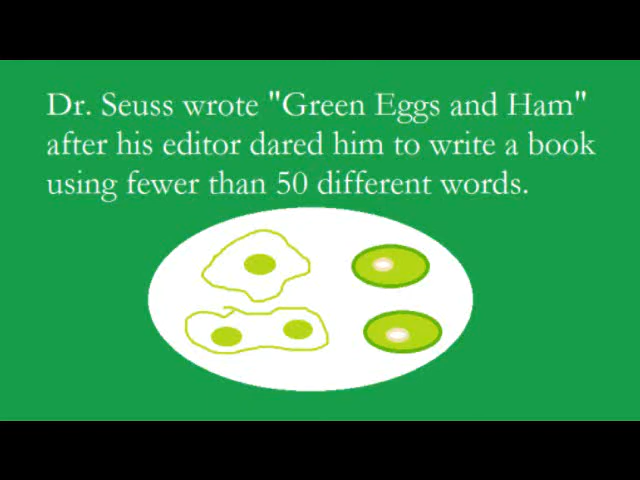 Dr. Seuss wrote "Green Eggs and Ham"
after his editor dared him to write a book
using fewer than 50 different words.